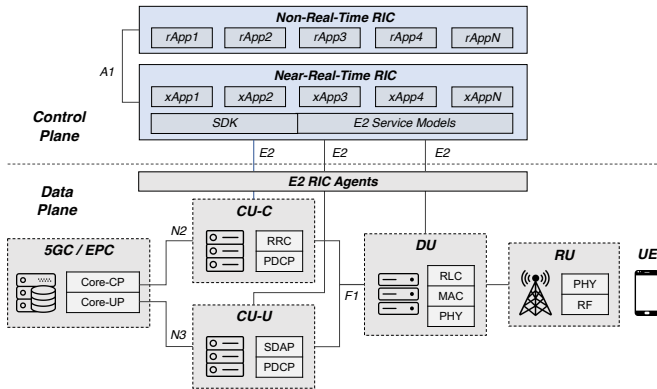 Non-Real-Time RIC
rApp1 rApp2 rApp3 rApp4 rAppN
A1
Near-Real-Time RIC
xApp1 xApp2 xApp3 xApp4 xAppN
SDK E2 Service Models
Control
Plane
E2 E2 E2
E2 RIC Agents
Data
Plane
CU-C
N2
RRC
PDCP
5GC / EPC
Core-CP
Core-UP
DU
RLC
MAC
PHY
RU
PHY
RF
UE
F1
N3
CU-U
SDAP
PDCP